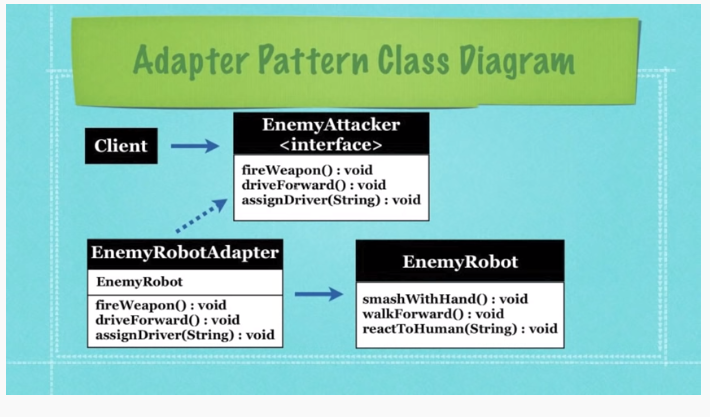 Adapter Pattern Class Diagram
Client
EnemyAttacker
<interface>
fireWeapon() : void
driveForward() : void
assignDriver(String) : void
EnemyRobotAdapter
EnemyRobot
fireWeapon() : void
driveForward() : void
assignDriver(String) : void
EnemyRobot
smashWithHand() : void
walkForward() : void
reactToHuman(String) : void